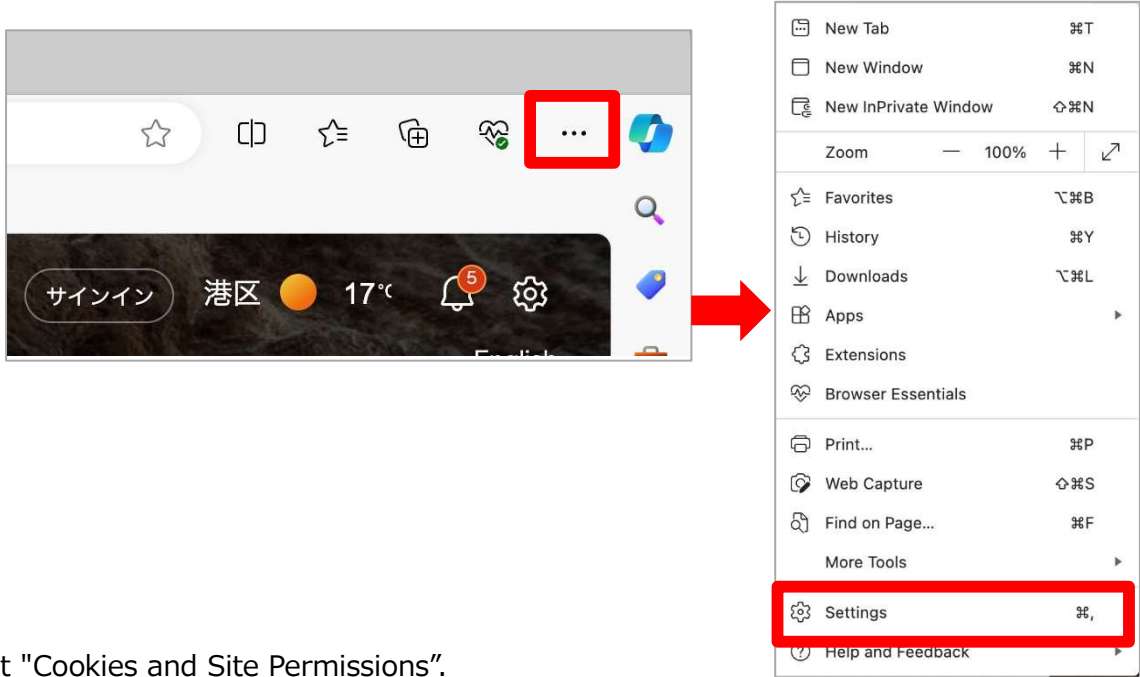 サインイン 港区 17℃ 5
New Tab ⌘T
New Window ⌘N
New InPrivate Window ⇧⌘N
Zoom — 100% +
Favorites ⌥⌘B
History ⌘Y
Downloads ⌥⌘L
Apps
Extensions
Browser Essentials
Print... ⌘P
Web Capture ⇧⌘S
Find on Page... ⌘F
More Tools
Settings ⌘,
Help and Feedback
t "Cookies and Site Permissions”.